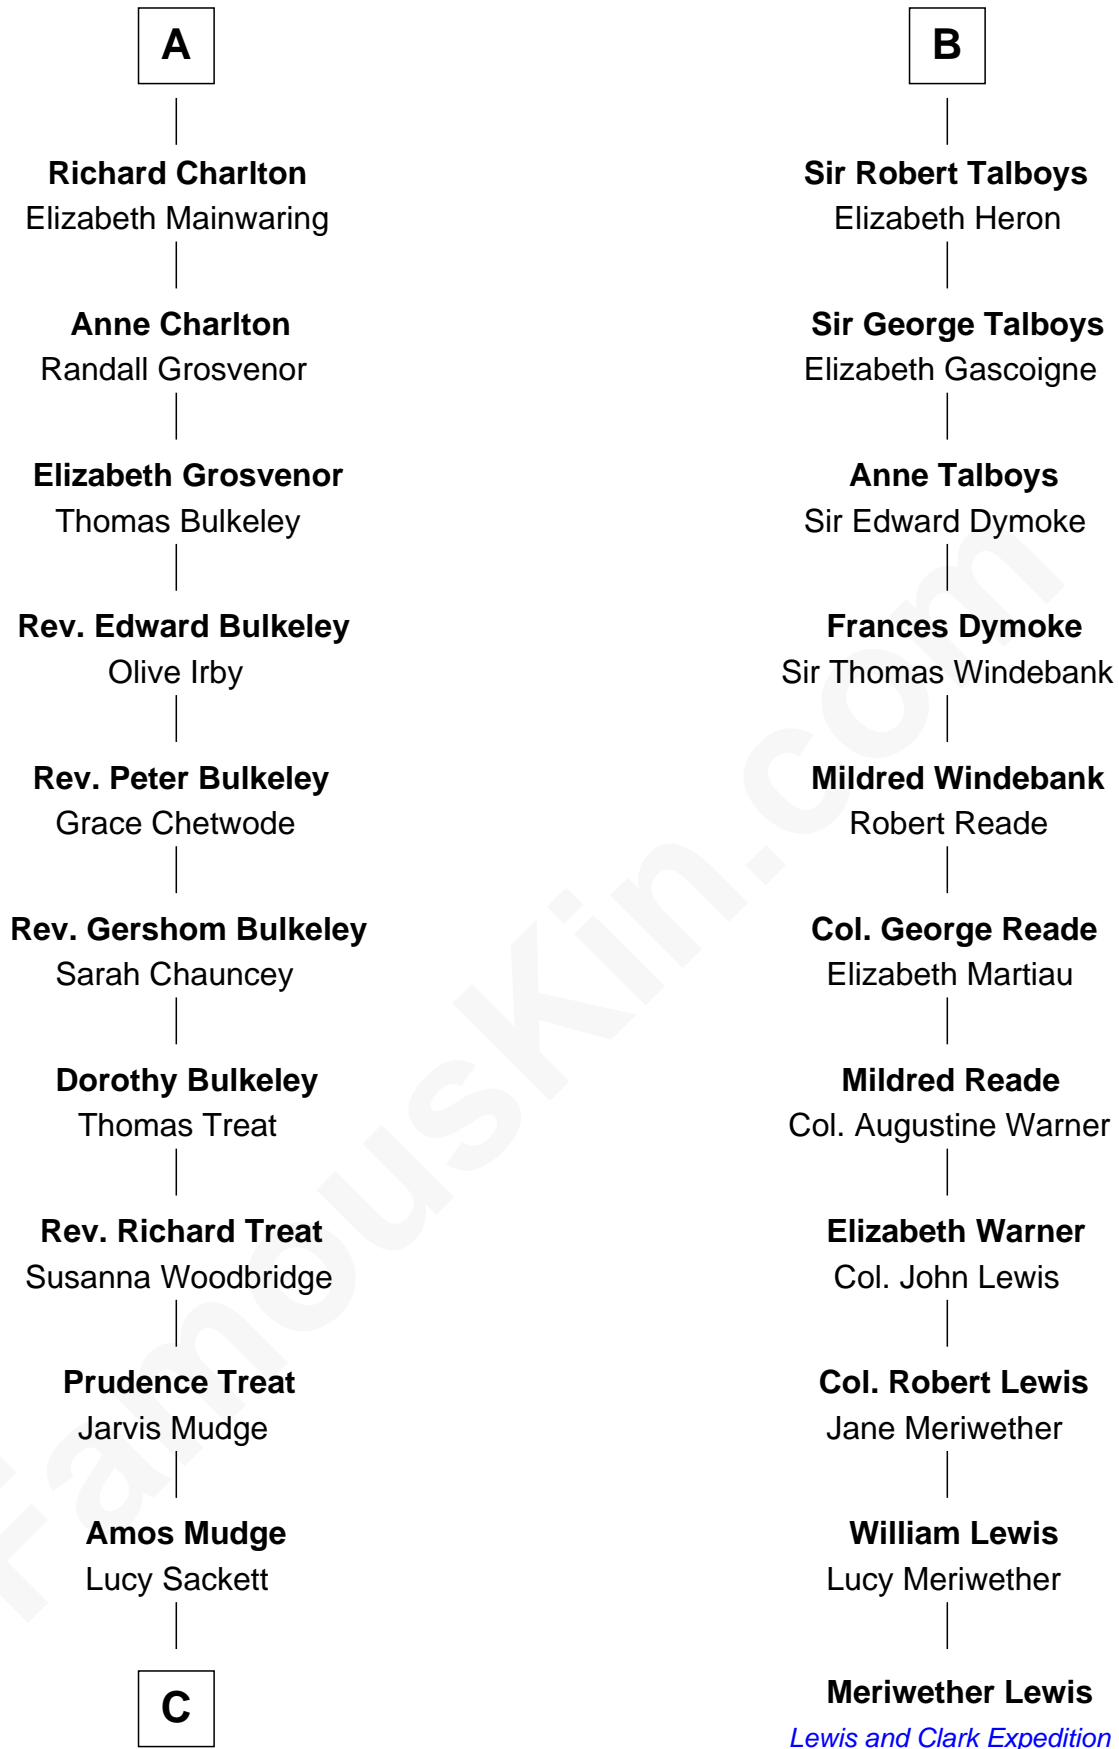 A
Richard Charlton
Elizabeth Mainwaring
Anne Charlton
Randall Grosvenor
Elizabeth Grosvenor
Thomas Bulkeley
Rev. Edward Bulkeley
Olive Irby
Rev. Peter Bulkeley
Grace Chetwode
Rev. Gershom Bulkeley
Sarah Chauncey
Dorothy Bulkeley
Thomas Treat
Rev. Richard Treat
Susanna Woodbridge
Prudence Treat
Jarvis Mudge
Amos Mudge
Lucy Sackett
C
B
Sir Robert Talboys
Elizabeth Heron
Sir George Talboys
Elizabeth Gascoigne
Anne Talboys
Sir Edward Dymoke
Frances Dymoke
Sir Thomas Windebank
Mildred Windebank
Robert Reade
Col. George Reade
Elizabeth Martiau
Mildred Reade
Col. Augustine Warner
Elizabeth Warner
Col. John Lewis
Col. Robert Lewis
Jane Meriwether
William Lewis
Lucy Meriwether
Meriwether Lewis
Lewis and Clark Expedition
FamousKin.com